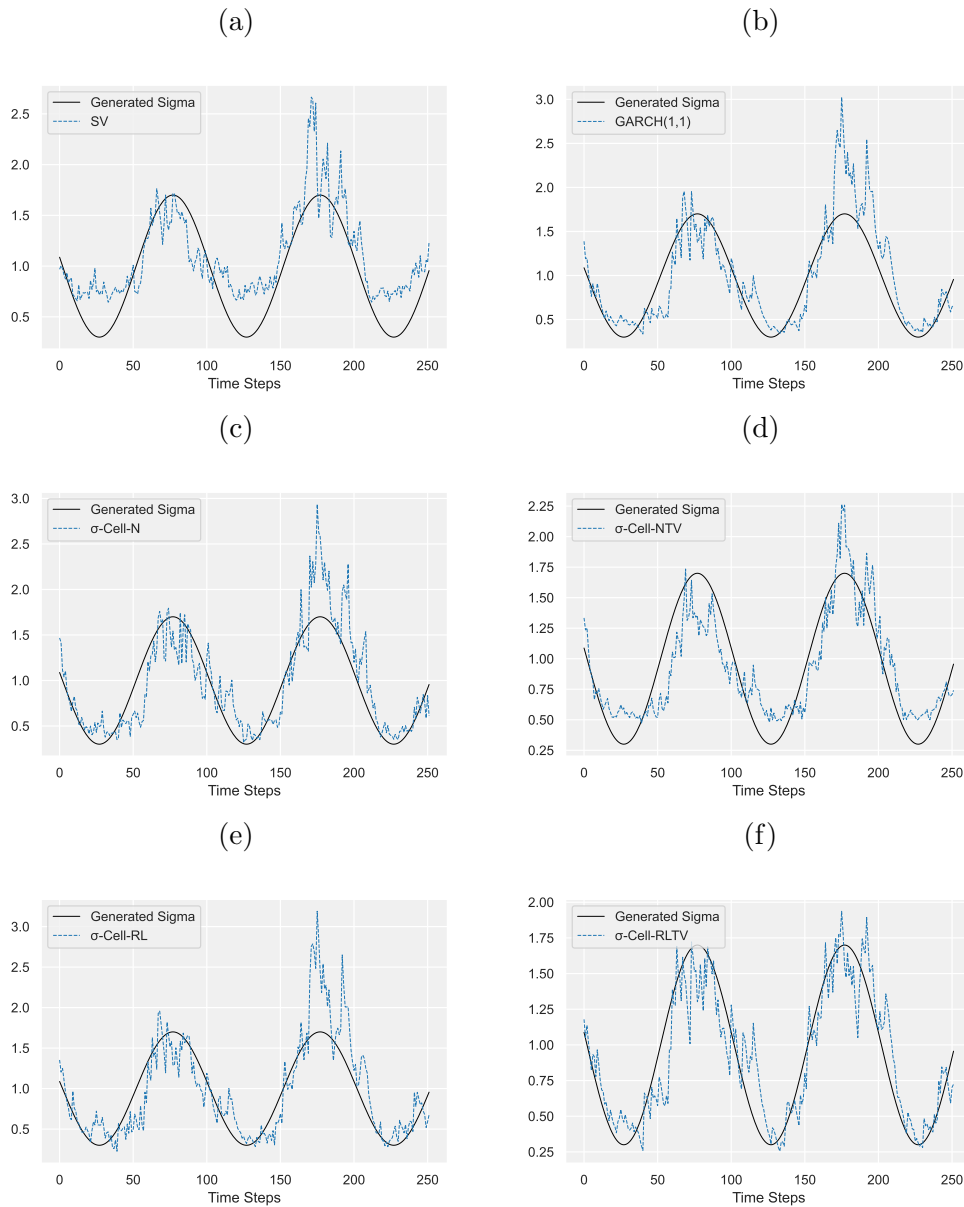 (a)
Generated Sigma
SV
2.5
2.0
1.5
1.0
0.5
0 50 100 150 200 250
Time Steps
(b)
Generated Sigma
GARCH(1,1)
3.0
2.5
2.0
1.5
1.0
0.5
0 50 100 150 200 250
Time Steps
(c)
Generated Sigma
σ-Cell-N
3.0
2.5
2.0
1.5
1.0
0.5
0 50 100 150 200 250
Time Steps
(d)
Generated Sigma
σ-Cell-NTV
2.25
2.00
1.75
1.50
1.25
1.00
0.75
0.50
0.25
0 50 100 150 200 250
Time Steps
(e)
Generated Sigma
σ-Cell-RL
3.0
2.5
2.0
1.5
1.0
0.5
0 50 100 150 200 250
Time Steps
(f)
Generated Sigma
σ-Cell-RLTV
2.00
1.75
1.50
1.25
1.00
0.75
0.50
0.25
0 50 100 150 200 250
Time Steps